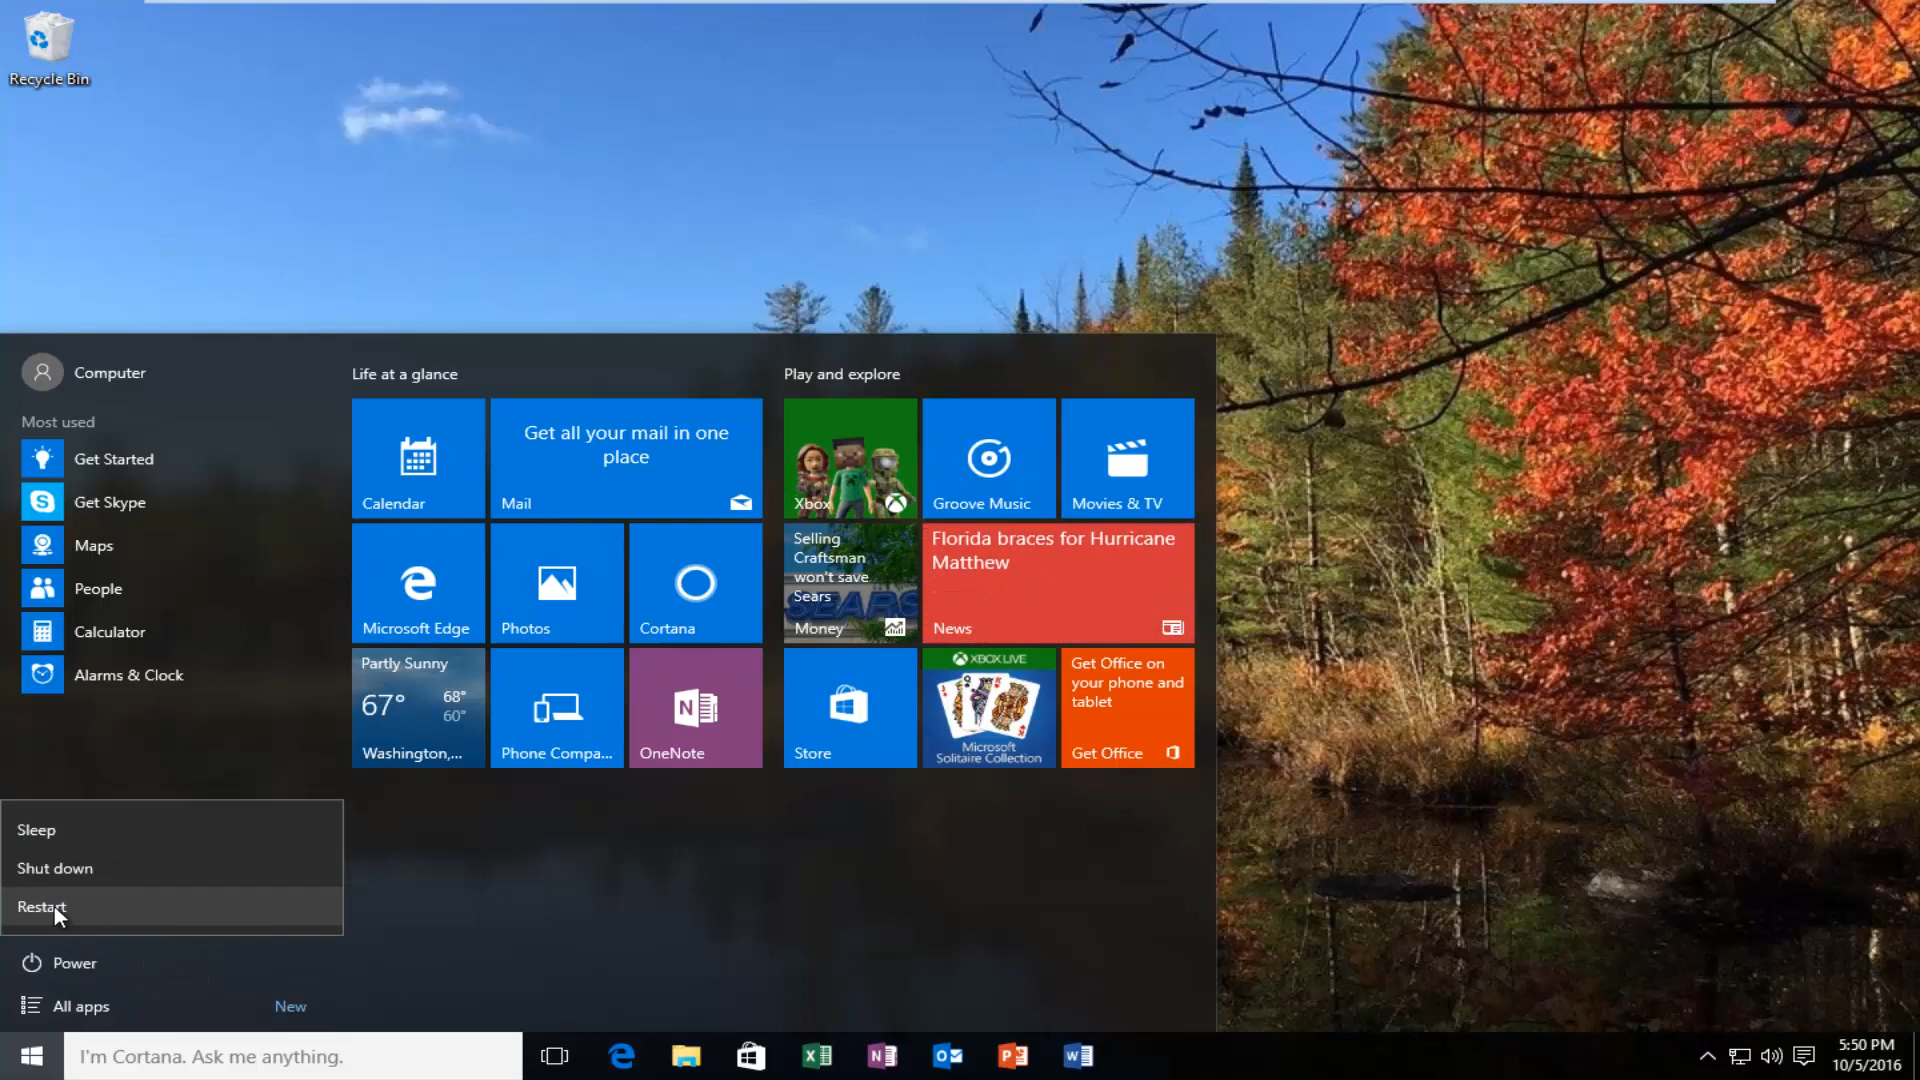 Recycle Bin
Computer
Most used
Get Started
Get Skype
Maps
People
Calculator
Alarms & Clock
Life at a glance
Calendar
Get all your mail in one
place
Mail
Microsoft Edge
Photos
Cortana
Partly Sunny
67°
68°
60°
Washington,...
Phone Compa...
N
OneNote
Play and explore
Xbox
Groove Music
Movies & TV
Selling
Craftsman
won't save
Sears
SEARS
Money
Florida braces for Hurricane
Matthew
News
Store
XBOX LIVE
Microsoft
Solitaire Collection
Get Office on
your phone and
tablet
Get Office
Sleep
Shut down
Restart
Power
All apps
New
I'm Cortana. Ask me anything.
5:50 PM
10/5/2016